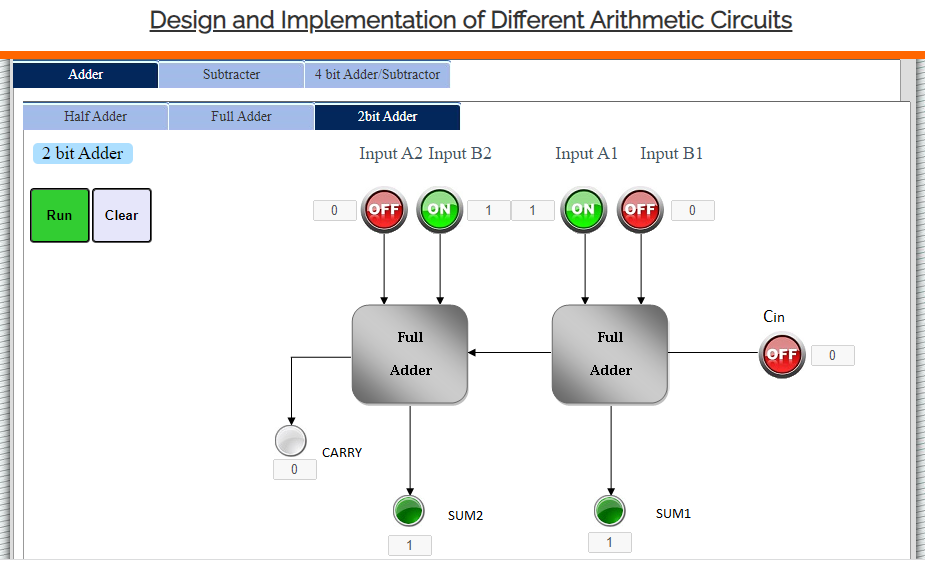 Design and Implementation of Different Arithmetic Circuits
Adder Subtracter 4 bit Adder/Subtractor
Half Adder Full Adder 2bit Adder
2 bit Adder Input A2 Input B2 Input A1 Input B1
Run Clear 0 OFF ON 1 1 ON OFF 0
Cin
Full Full
Adder Adder OFF 0
CARRY
0
SUM2 SUM1
1 1